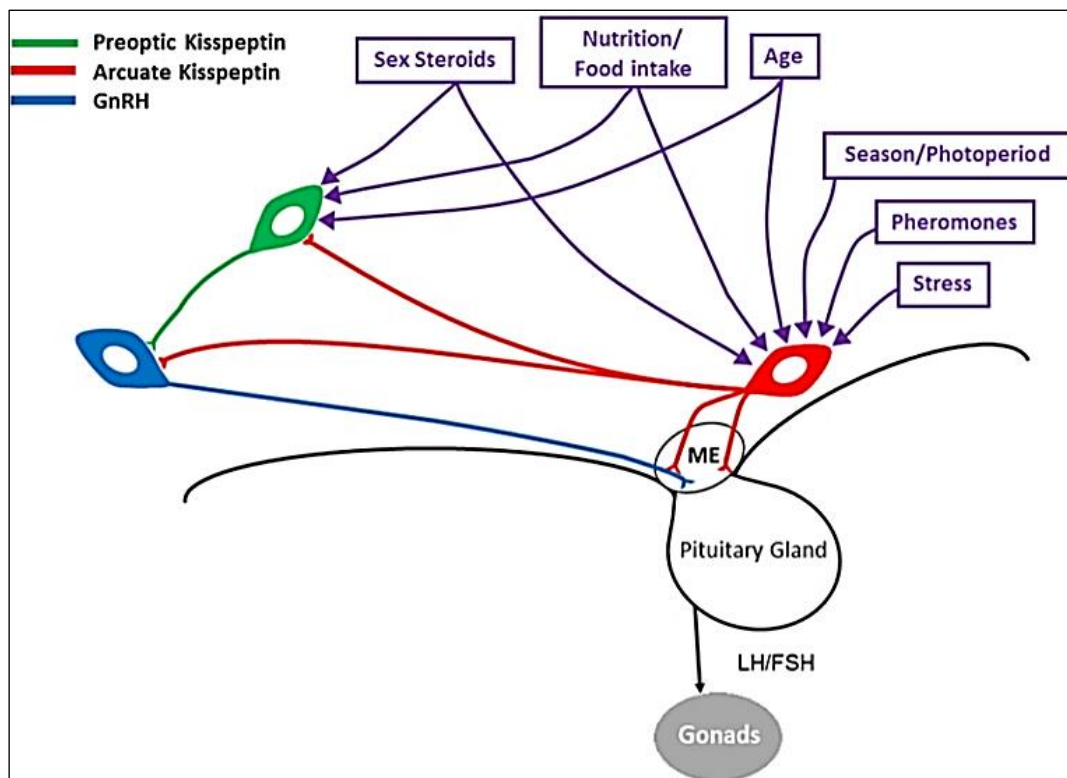 Preoptic Kisspeptin
Arcuate Kisspeptin
GnRH
Sex Steroids
Nutrition/
Food intake
Age
Season/Photoperiod
Pheromones
Stress
ME
Pituitary Gland
LH/FSH
Gonads